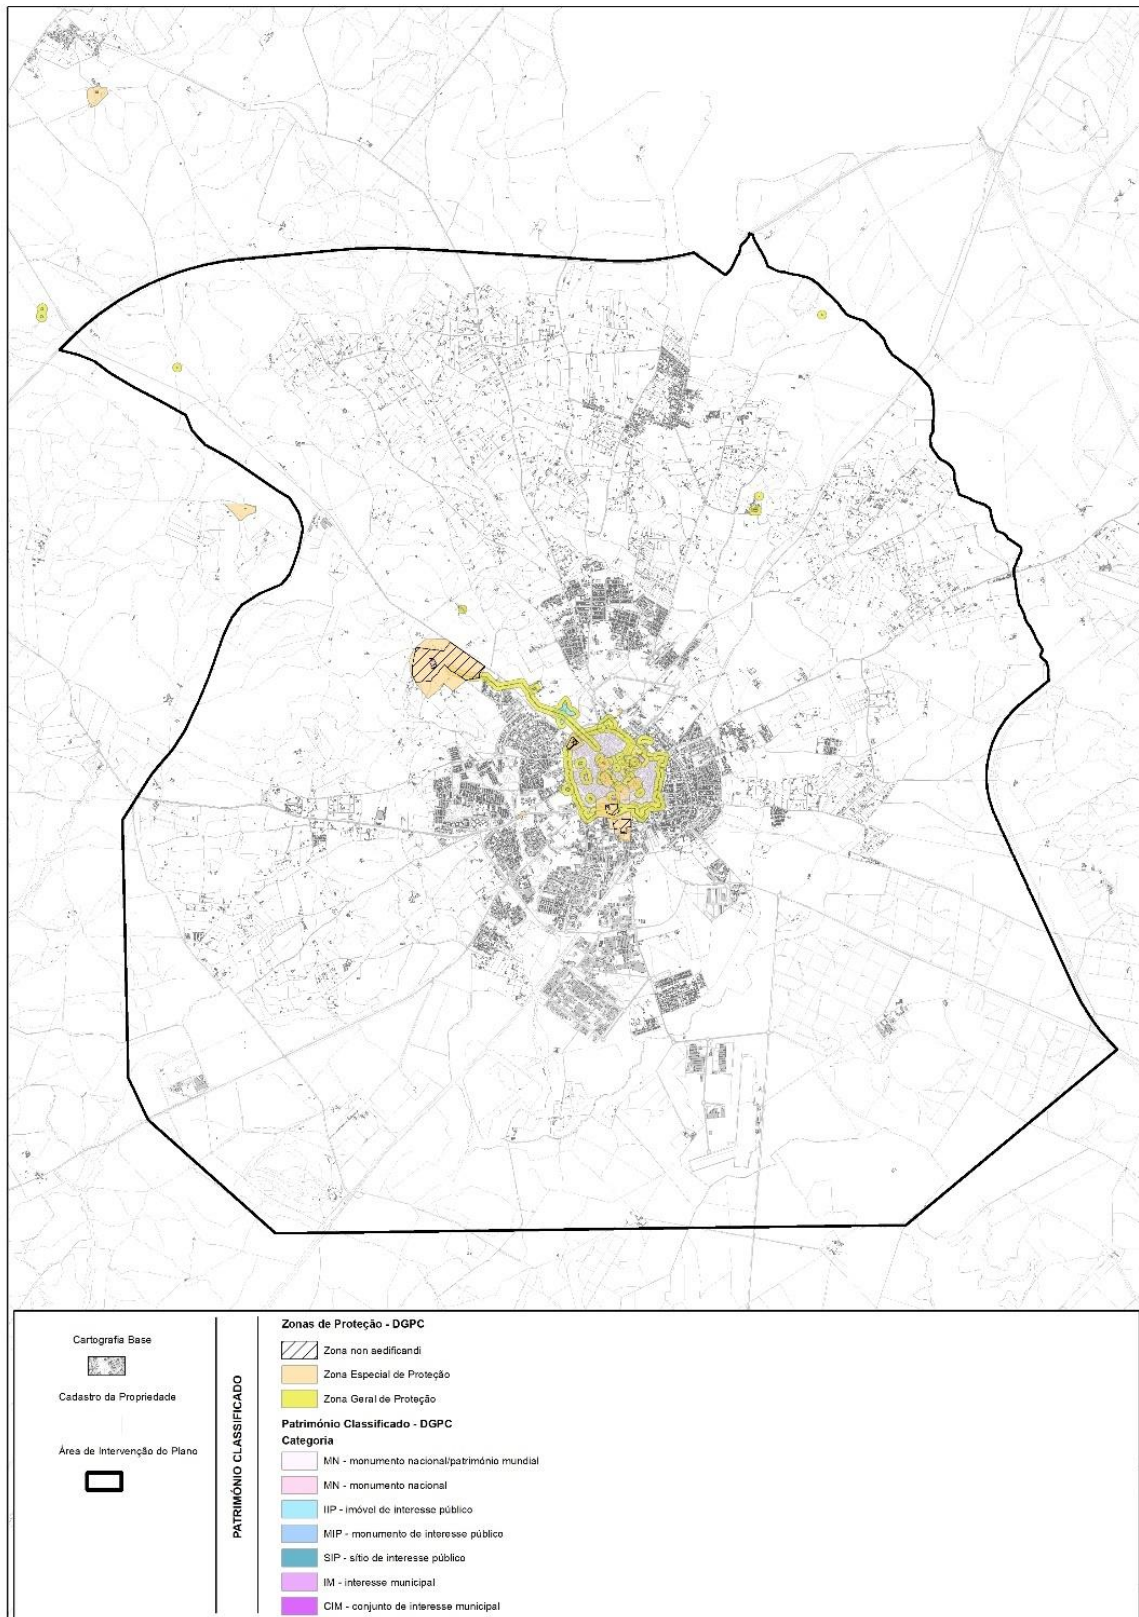 Cartografia Base
Cadastro da Propriedade
Área de Intervenção do Plano
PATRIMÓNIO CLASSIFICADO
Zonas de Proteção - DGPC
Zona non aedificandi
Zona Especial de Proteção
Zona Geral de Proteção
Património Classificado - DGPC
Categoria
MN - monumento nacional/património mundial
MN - monumento nacional
IIP - imóvel de interesse público
MIP - monumento de interesse público
SIP - sítio de interesse público
IM - interesse municipal
CIM - conjunto de interesse municipal